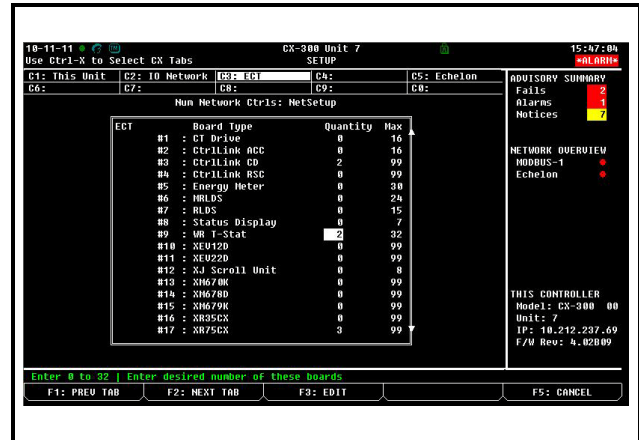 10-11-11 CX-300 Unit 7 15:47:04
Use Ctrl-X to Select CX Tabs SETUP *ALARM*
C1: This Unit C2: IO Network C3: ECT C4: C5: Echelon
C6: C7: C8: C9: C0:
Num Network Ctrls: NetSetup
ECT Board Type Quantity Max
#1 : CT Drive 0 16
#2 : CtrlLink ACC 0 16
#3 : CtrlLink CD 2 99
#4 : CtrlLink RSC 0 99
#5 : Energy Meter 0 30
#6 : MRLDS 0 24
#7 : RLDS 0 15
#8 : Status Display 0 7
#9 : WR T-Stat 2 32
#10 : XEV12D 0 99
#11 : XEV22D 0 99
#12 : XJ Scroll Unit 0 8
#13 : XM670K 0 99
#14 : XM678D 0 99
#15 : XM679K 0 99
#16 : XR35CX 0 99
#17 : XR75CX 3 99
ADVISORY SUMMARY
Fails 2
Alarms 1
Notices 7
NETWORK OVERVIEW
MODBUS-1
Echelon
THIS CONTROLLER
Model: CX-300 00
Unit: 7
IP: 10.212.237.69
F/W Rev: 4.02B09
Enter 0 to 32 | Enter desired number of these boards
F1: PREV TAB F2: NEXT TAB F3: EDIT F5: CANCEL